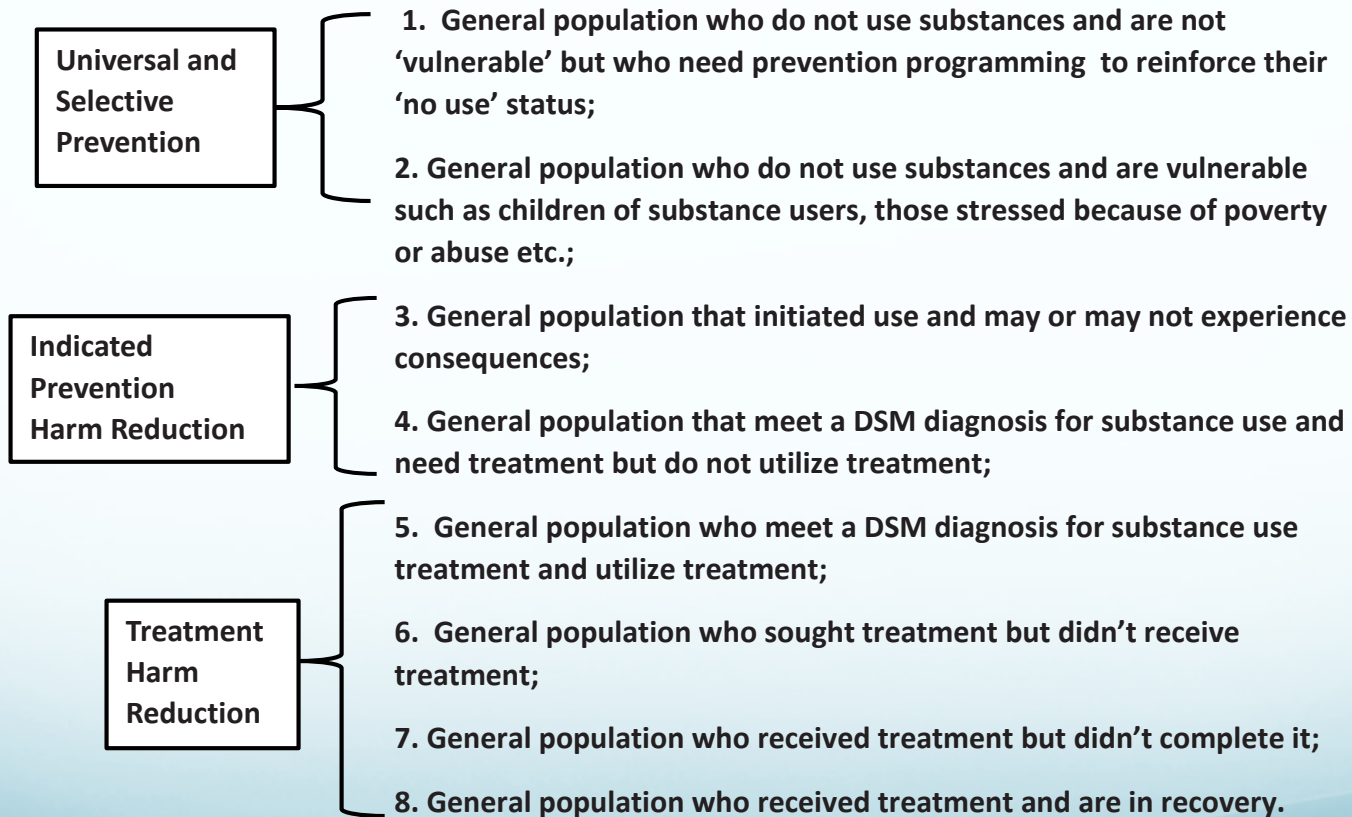 Universal and
Selective
Prevention
1. General population who do not use substances and are not
‘vulnerable’ but who need prevention programming to reinforce their
‘no use’ status;
2. General population who do not use substances and are vulnerable
such as children of substance users, those stressed because of poverty
or abuse etc.;
Indicated
Prevention
Harm Reduction
3. General population that initiated use and may or may not experience
consequences;
4. General population that meet a DSM diagnosis for substance use and
need treatment but do not utilize treatment;
Treatment
Harm
Reduction
5. General population who meet a DSM diagnosis for substance use
treatment and utilize treatment;
6. General population who sought treatment but didn’t receive
treatment;
7. General population who received treatment but didn’t complete it;
8. General population who received treatment and are in recovery.